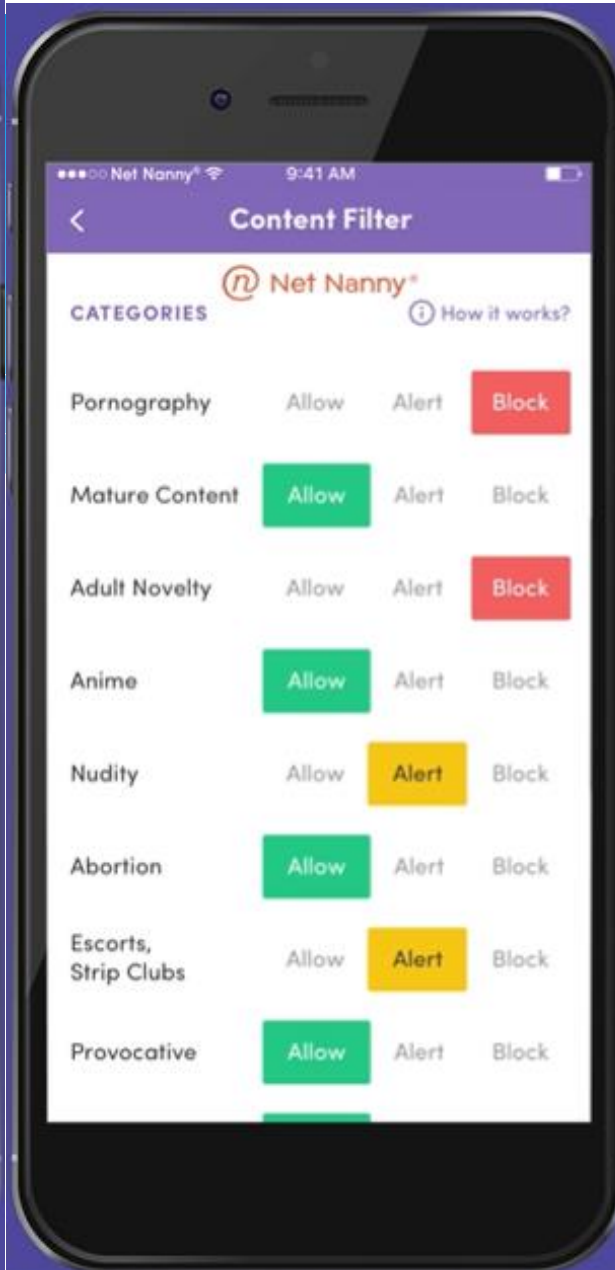 Net Nanny® 9:41 AM
< Content Filter
n Net Nanny®
CATEGORIES i How it works?
Pornography Allow Alert Block
Mature Content Allow Alert Block
Adult Novelty Allow Alert Block
Anime Allow Alert Block
Nudity Allow Alert Block
Abortion Allow Alert Block
Escorts,
Strip Clubs Allow Alert Block
Provocative Allow Alert Block